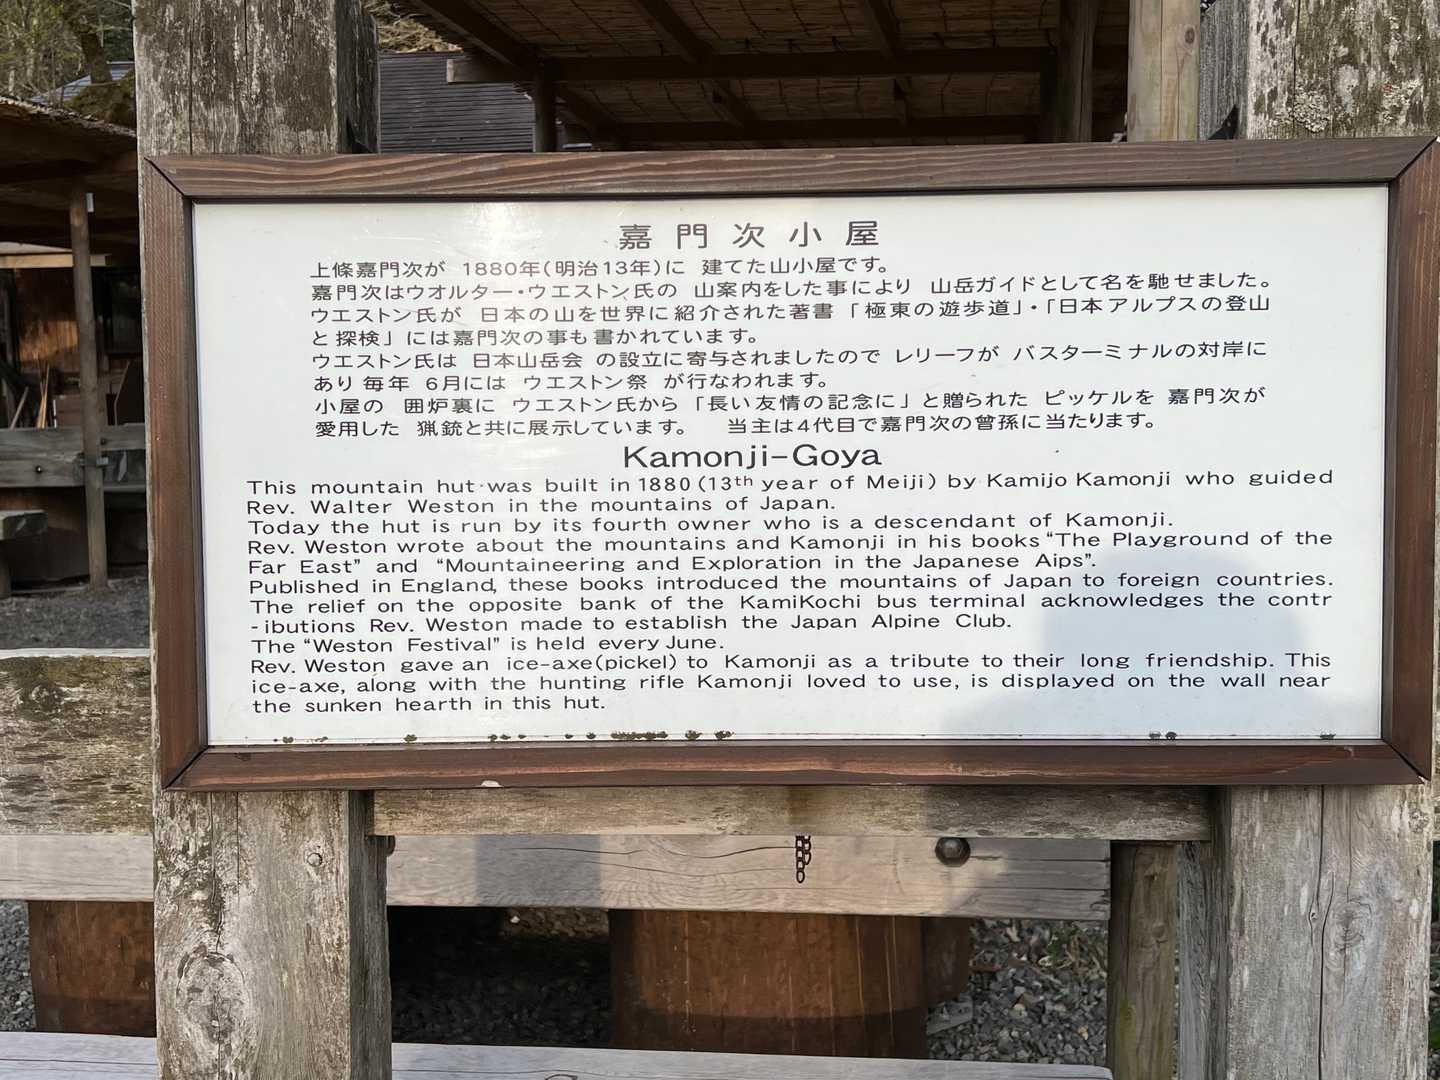 嘉門次小屋
上條嘉門次が 1880年(明治13年)に 建てた山小屋です。
嘉門次はウオルター・ウエストン氏の 山案内をした事により 山岳ガイドとして名を馳せました。
ウエストン氏が 日本の山を世界に紹介された著書「極東の遊歩道」・「日本アルプスの登山
と探検」には嘉門次の事も書かれています。
ウエストン氏は 日本山岳会 の設立に寄与されましたので レリーフが バスターミナルの対岸に
あり毎年 6月には ウエストン祭 が行なわれます。
小屋の 囲炉裏に ウエストン氏から「長い友情の記念に」と贈られた ピッケルを 嘉門次が
愛用した 猟銃と共に展示しています。 当主は4代目で嘉門次の曾孫に当たります。
Kamonji-Goya
This mountain hut was built in 1880 (13th year of Meiji) by Kamijo Kamonji who guided
Rev. Walter Weston in the mountains of Japan.
Today the hut is run by its fourth owner who is a descendant of Kamonji.
Rev. Weston wrote about the mountains and Kamonji in his books "The Playground of the
Far East" and "Mountaineering and Exploration in the Japanese Aips".
Published in England, these books introduced the mountains of Japan to foreign countries.
The relief on the opposite bank of the KamiKochi bus terminal acknowledges the contr
-ibutions Rev. Weston made to establish the Japan Alpine Club.
The "Weston Festival" is held every June.
Rev. Weston gave an ice-axe(pickel) to Kamonji as a tribute to their long friendship. This
ice-axe, along with the hunting rifle Kamonji loved to use, is displayed on the wall near
the sunken hearth in this hut.